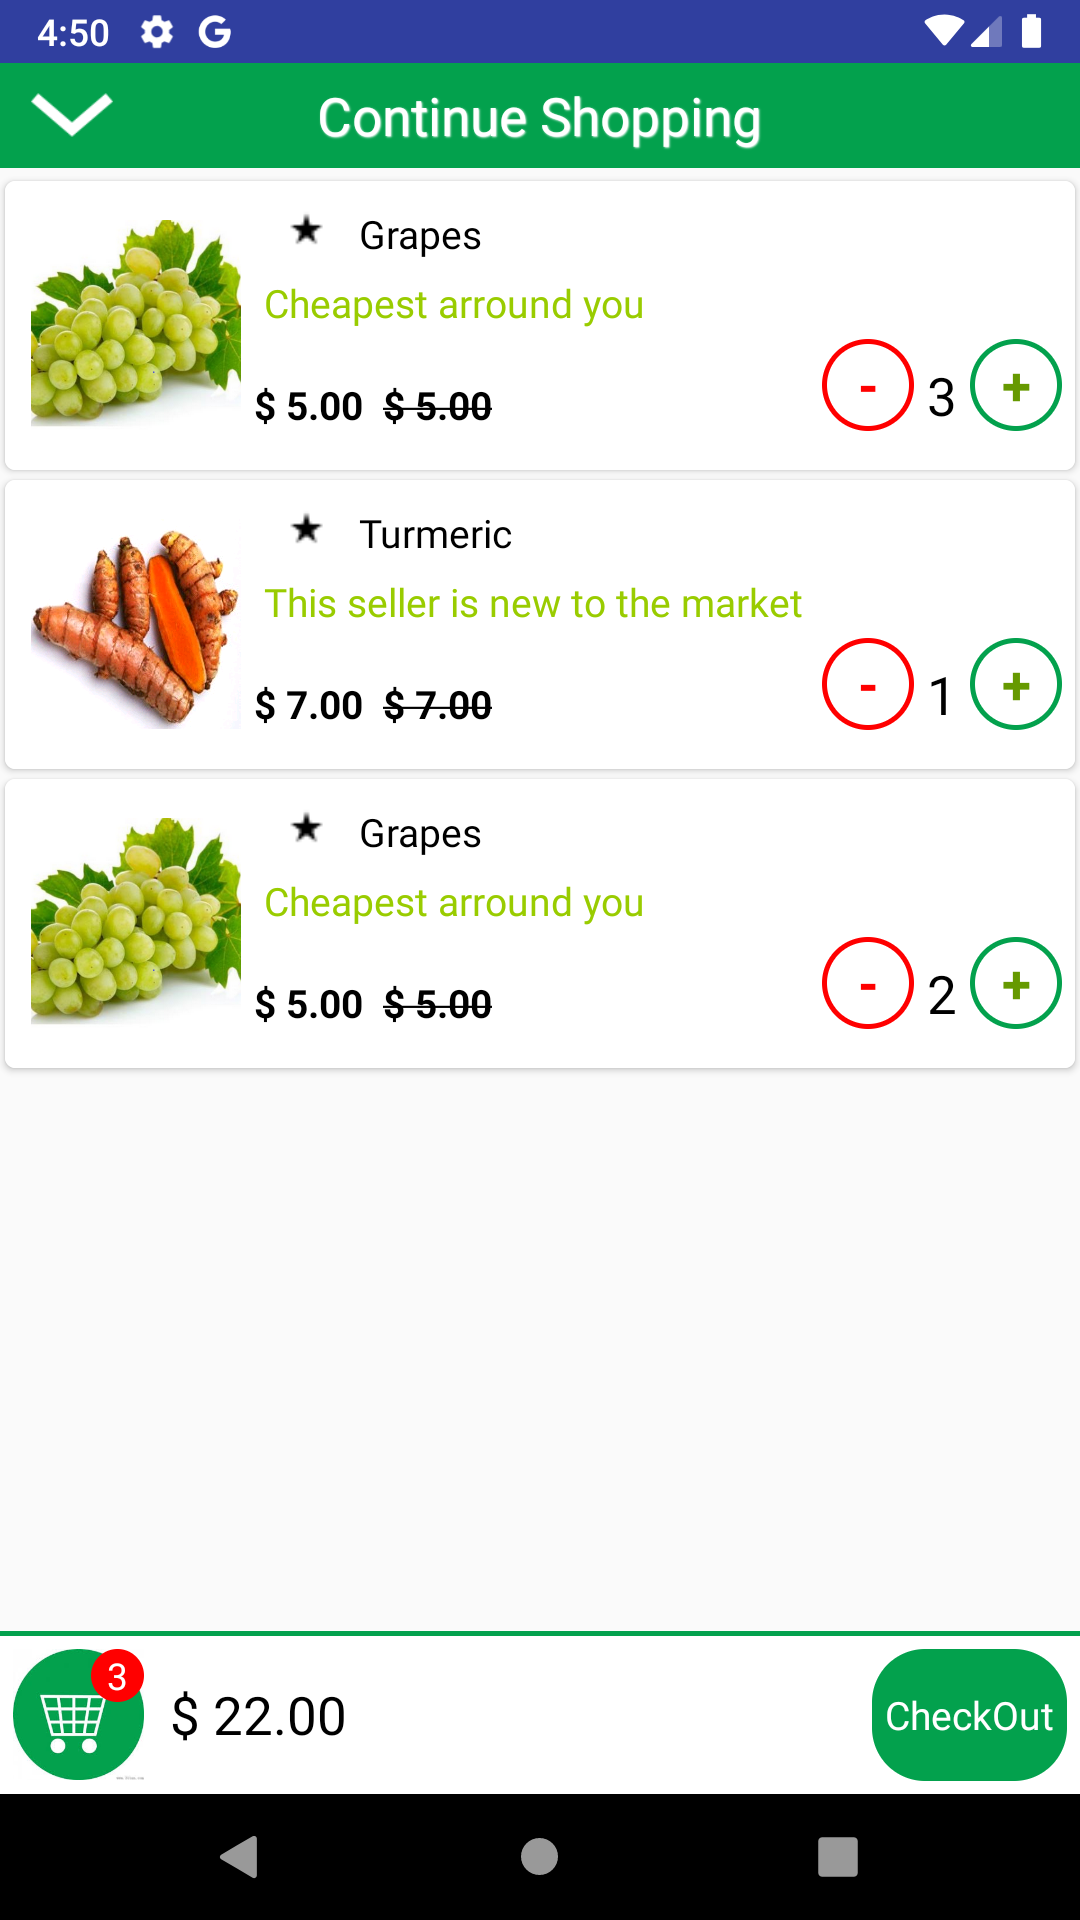 4:50
Continue Shopping
Grapes
Cheapest arround you
$ 5.00 $ 5.00
- 3 +
Turmeric
This seller is new to the market
$ 7.00 $ 7.00
- 1 +
Grapes
Cheapest arround you
$ 5.00 $ 5.00
- 2 +
3
$ 22.00
CheckOut